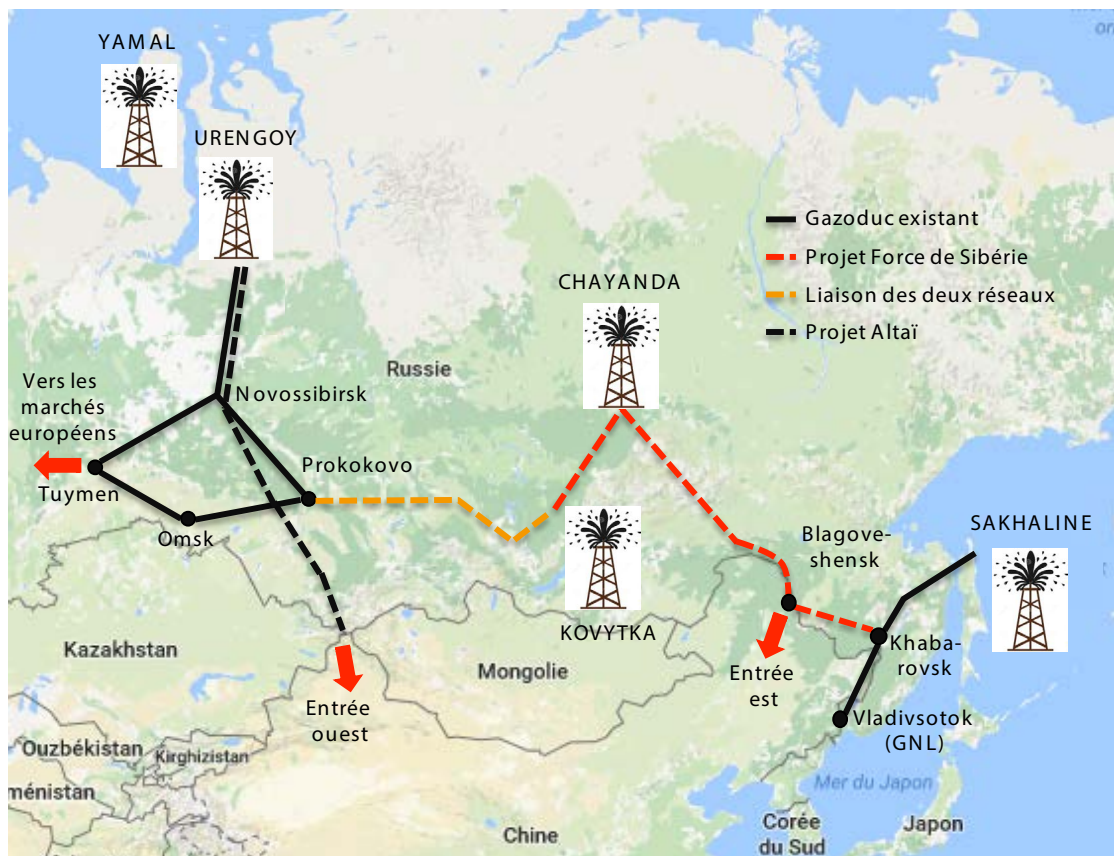 YAMAL
URENGOY
Gazoduc existant
Projet Force de Sibérie
Liaison des deux réseaux
Projet Altaï
CHAYANDA
Russie
Vers les
marchés
européens
Novossibirsk
Tuymen
Prokokovo
Omsk
Blagove-
shensk
SAKHALINE
KOVYTKA
Kazakhstan
Mongolie
Entrée
ouest
Entrée
est
Khaba-
rovsk
Vladivsotok
(GNL)
Ouzbékistan
Kirghizistan
ménistan
Mer du Japon
Chine
Corée
du Sud
Japon